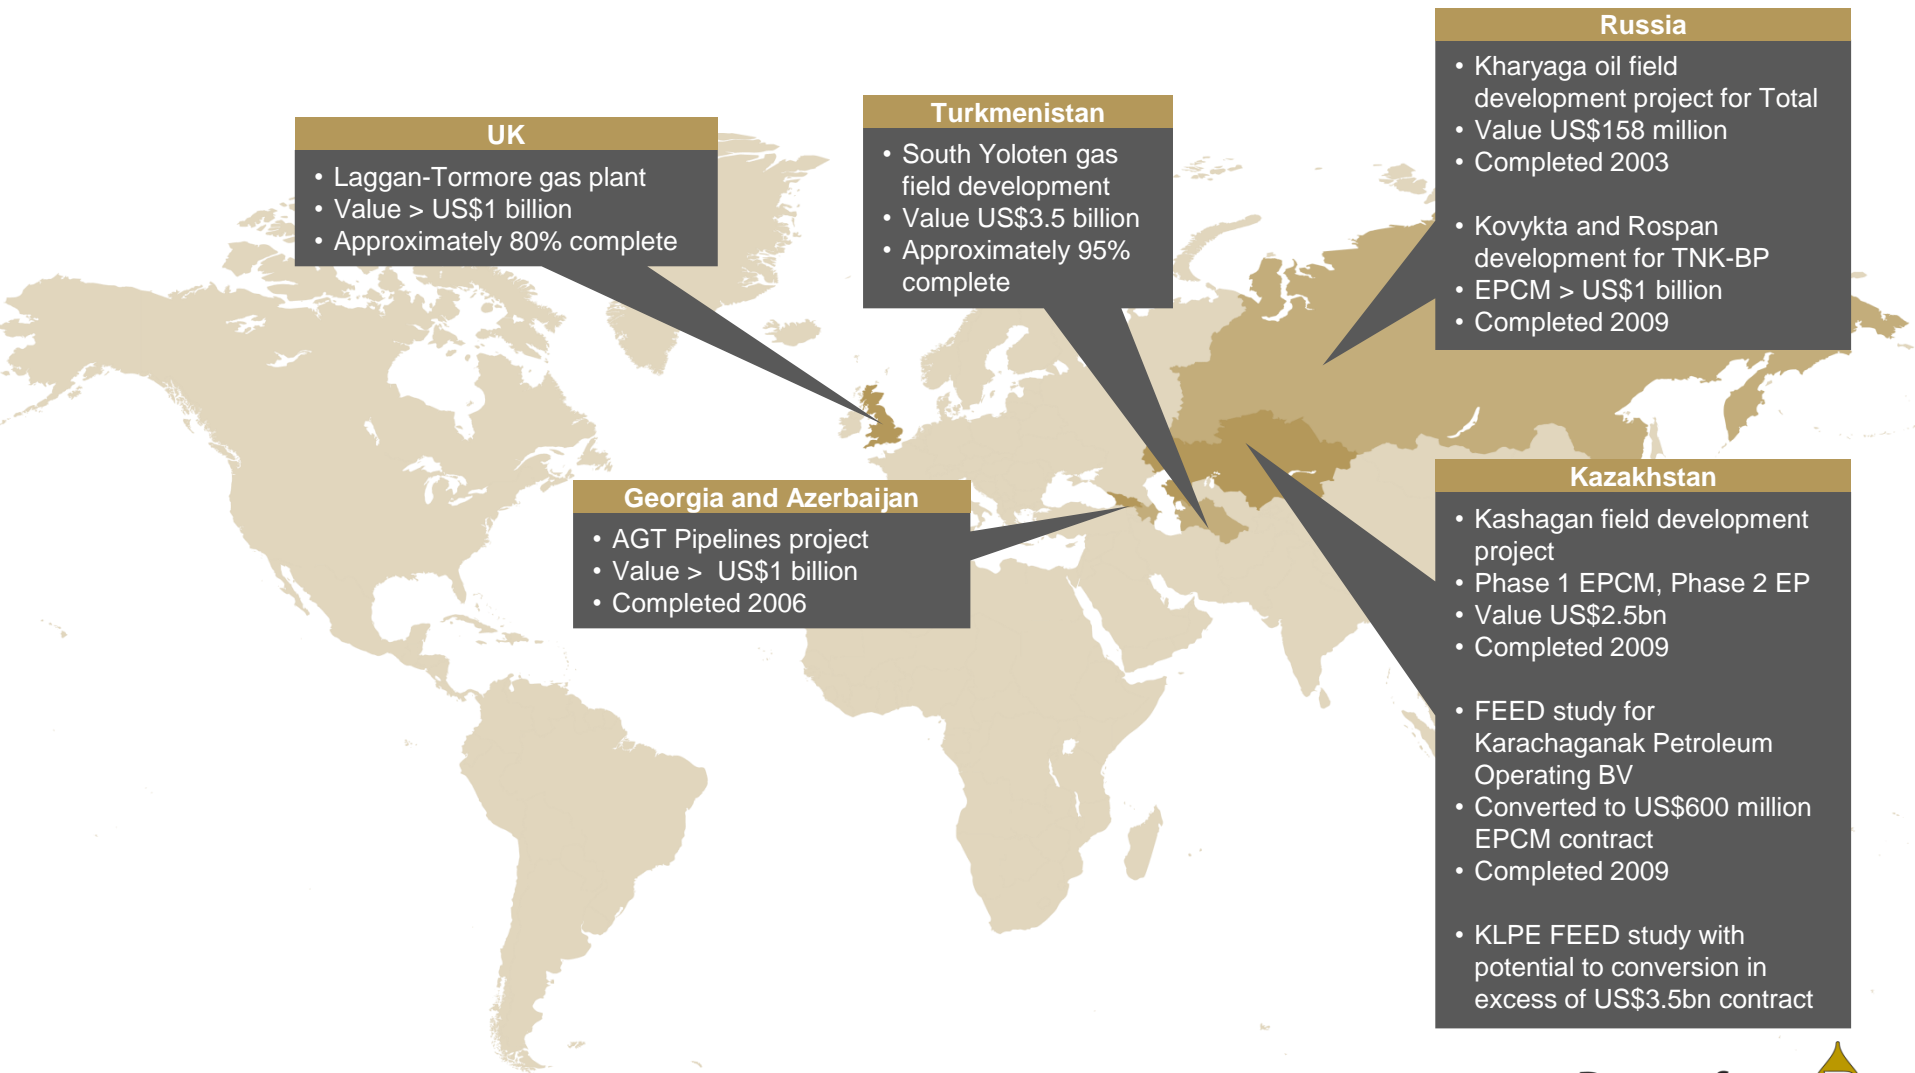 UK
• Laggan-Tormore gas plant
• Value > US$1 billion
• Approximately 80% complete
Turkmenistan
• South Yoloten gas
field development
• Value US$3.5 billion
• Approximately 95%
complete
Russia
• Kharyaga oil field
development project for Total
• Value US$158 million
• Completed 2003
• Kovykta and Rospan
development for TNK-BP
• EPCM > US$1 billion
• Completed 2009
Georgia and Azerbaijan
• AGT Pipelines project
• Value > US$1 billion
• Completed 2006
Kazakhstan
• Kashagan field development
project
• Phase 1 EPCM, Phase 2 EP
• Value US$2.5bn
• Completed 2009
• FEED study for
Karachaganak Petroleum
Operating BV
• Converted to US$600 million
EPCM contract
• Completed 2009
• KLPE FEED study with
potential to conversion in
excess of US$3.5bn contract